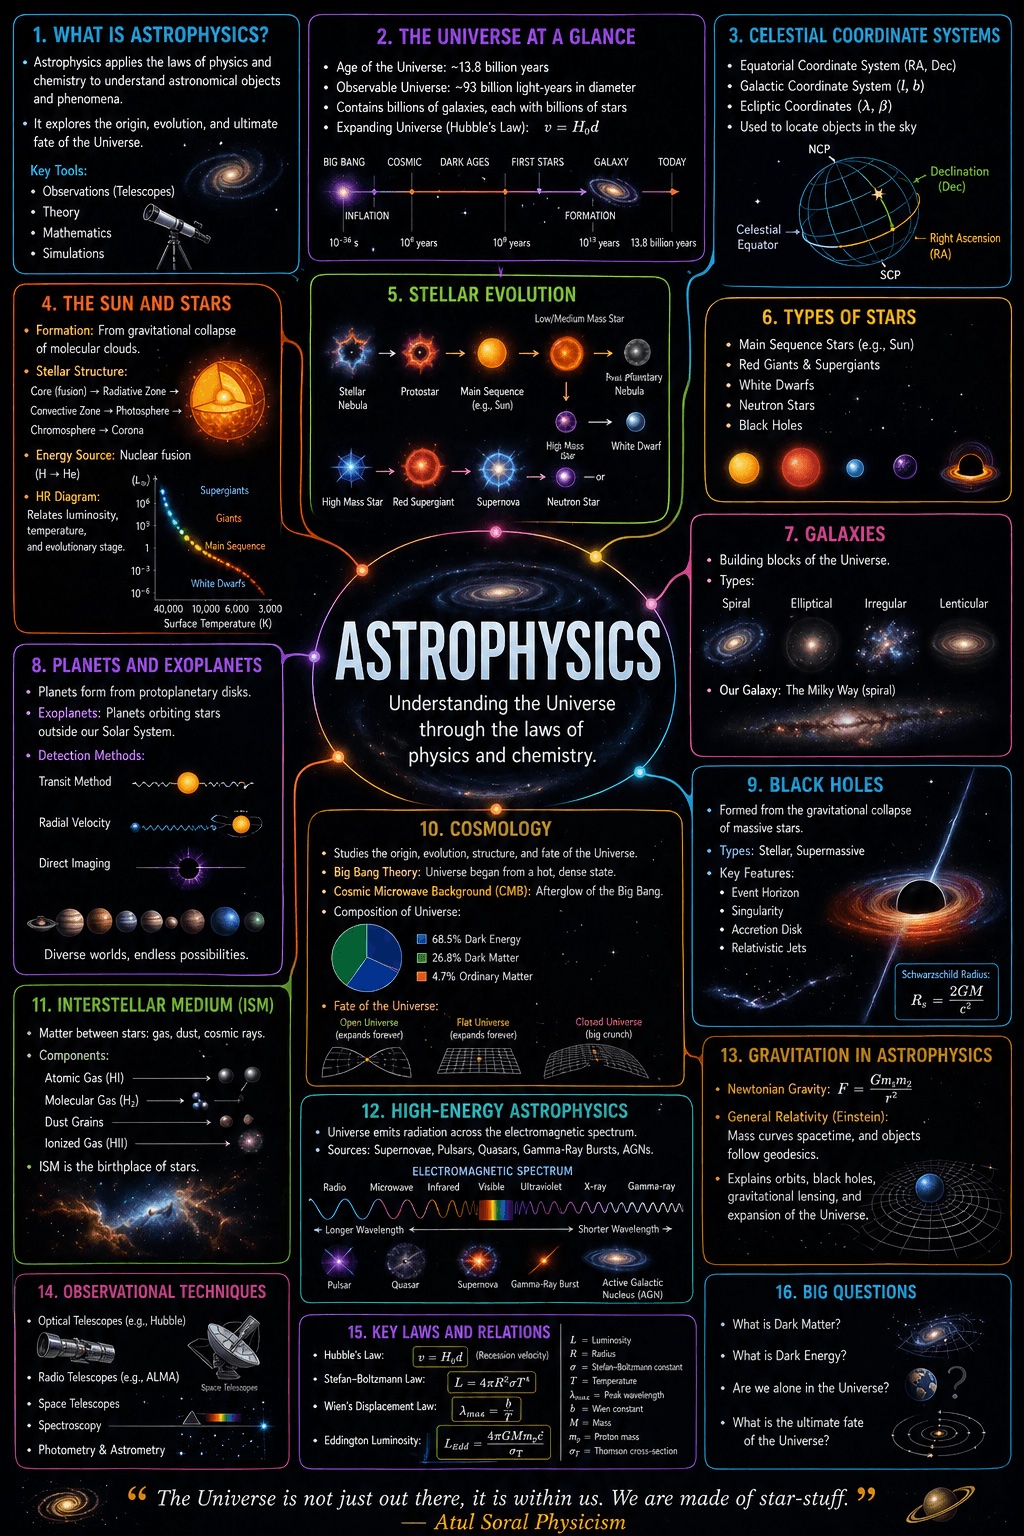 1. WHAT IS ASTROPHYSICS?
• Astrophysics applies the laws of physics and
chemistry to understand astronomical objects
and phenomena.
• It explores the origin, evolution, and ultimate
fate of the Universe.
Key Tools:
• Observations (Telescopes)
• Theory
• Mathematics
• Simulations
2. THE UNIVERSE AT A GLANCE
• Age of the Universe: ~13.8 billion years
• Observable Universe: ~93 billion light-years in diameter
• Contains billions of galaxies, each with billions of stars
• Expanding Universe (Hubble's Law): v = H₀d
BIG BANG COSMIC DARK AGES FIRST STARS GALAXY TODAY
INFLATION FORMATION
10⁻³⁶ s 10⁶ years 10⁹ years 10¹³ years 13.8 billion years
3. CELESTIAL COORDINATE SYSTEMS
• Equatorial Coordinate System (RA, Dec)
• Galactic Coordinate System (l, b)
• Ecliptic Coordinates (λ, β)
• Used to locate objects in the sky
NCP
Declination
(Dec)
Celestial
Equator
Right Ascension
(RA)
SCP
4. THE SUN AND STARS
• Formation: From gravitational collapse
of molecular clouds.
• Stellar Structure:
Core (fusion) → Radiative Zone →
Convective Zone → Photosphere →
Chromosphere → Corona
• Energy Source: Nuclear fusion
(H → He)
• HR Diagram:
Relates luminosity,
temperature,
and evolutionary stage.
10⁶
10³
1
10⁻³
10⁻⁶
Supergiants
Giants
Main Sequence
White Dwarfs
40,000 10,000 6,000 3,000
Surface Temperature (K)
5. STELLAR EVOLUTION
Low/Medium Mass Star
Stellar
Nebula
Protostar
Main Sequence
(e.g., Sun)
Planetary
Nebula
High Mass
Star
White Dwarf
High Mass Star Red Supergiant Supernova Neutron Star
or
6. TYPES OF STARS
• Main Sequence Stars (e.g., Sun)
• Red Giants & Supergiants
• White Dwarfs
• Neutron Stars
• Black Holes
7. GALAXIES
• Building blocks of the Universe.
• Types:
Spiral Elliptical Irregular Lenticular
• Our Galaxy: The Milky Way (spiral)
ASTROPHYSICS
Understanding the Universe
through the laws of
physics and chemistry.
8. PLANETS AND EXOPLANETS
• Planets form from protoplanetary disks.
• Exoplanets: Planets orbiting stars
outside our Solar System.
• Detection Methods:
Transit Method
Radial Velocity
Direct Imaging
Diverse worlds, endless possibilities.
9. BLACK HOLES
• Formed from the gravitational collapse
of massive stars.
• Types: Stellar, Supermassive
• Key Features:
• Event Horizon
• Singularity
• Accretion Disk
• Relativistic Jets
Schwarzschild Radius:
Rₛ = 2GM / c²
10. COSMOLOGY
• Studies the origin, evolution, structure, and fate of the Universe.
• Big Bang Theory: Universe began from a hot, dense state.
• Cosmic Microwave Background (CMB): Afterglow of the Big Bang.
• Composition of Universe:
68.5% Dark Energy
26.8% Dark Matter
4.7% Ordinary Matter
• Fate of the Universe:
Open Universe Flat Universe Closed Universe
(expands forever) (expands forever) (big crunch)
11. INTERSTELLAR MEDIUM (ISM)
• Matter between stars: gas, dust, cosmic rays.
• Components:
Atomic Gas (HI)
Molecular Gas (H₂)
Dust Grains
Ionized Gas (HII)
• ISM is the birthplace of stars.
12. HIGH-ENERGY ASTROPHYSICS
• Universe emits radiation across the electromagnetic spectrum.
• Sources: Supernovae, Pulsars, Quasars, Gamma-Ray Bursts, AGNs.
ELECTROMAGNETIC SPECTRUM
Radio Microwave Infrared Visible Ultraviolet X-ray Gamma-ray
← Longer Wavelength ← → Shorter Wavelength →
Pulsar Quasar Supernova Gamma-Ray Burst Active Galactic
Nucleus (AGN)
13. GRAVITATION IN ASTROPHYSICS
• Newtonian Gravity: F = Gm₁m₂ / r²
• General Relativity (Einstein):
Mass curves spacetime, and objects
follow geodesics.
• Explains orbits, black holes,
gravitational lensing, and
expansion of the Universe.
14. OBSERVATIONAL TECHNIQUES
• Optical Telescopes (e.g., Hubble)
• Radio Telescopes (e.g., ALMA)
Space Telescopes
• Space Telescopes
• Spectroscopy
• Photometry & Astrometry
15. KEY LAWS AND RELATIONS
• Hubble's Law: v = H₀d (Recession velocity)
• Stefan–Boltzmann Law: L = 4πR²σT⁴
• Wien's Displacement Law: λₘₐₓ = b / T
• Eddington Luminosity: L_Edd = 4πGMmₚc / σ_T
L = Luminosity
R = Radius
σ = Stefan–Boltzmann constant
T = Temperature
λₘₐₓ = Peak wavelength
b = Wien constant
M = Mass
mₚ = Proton mass
σ_T = Thomson cross-section
16. BIG QUESTIONS
• What is Dark Matter?
• What is Dark Energy?
• Are we alone in the Universe?
?
• What is the ultimate fate
of the Universe?
“ The Universe is not just out there, it is within us. We are made of star-stuff. ”
— Atul Soral Physicism